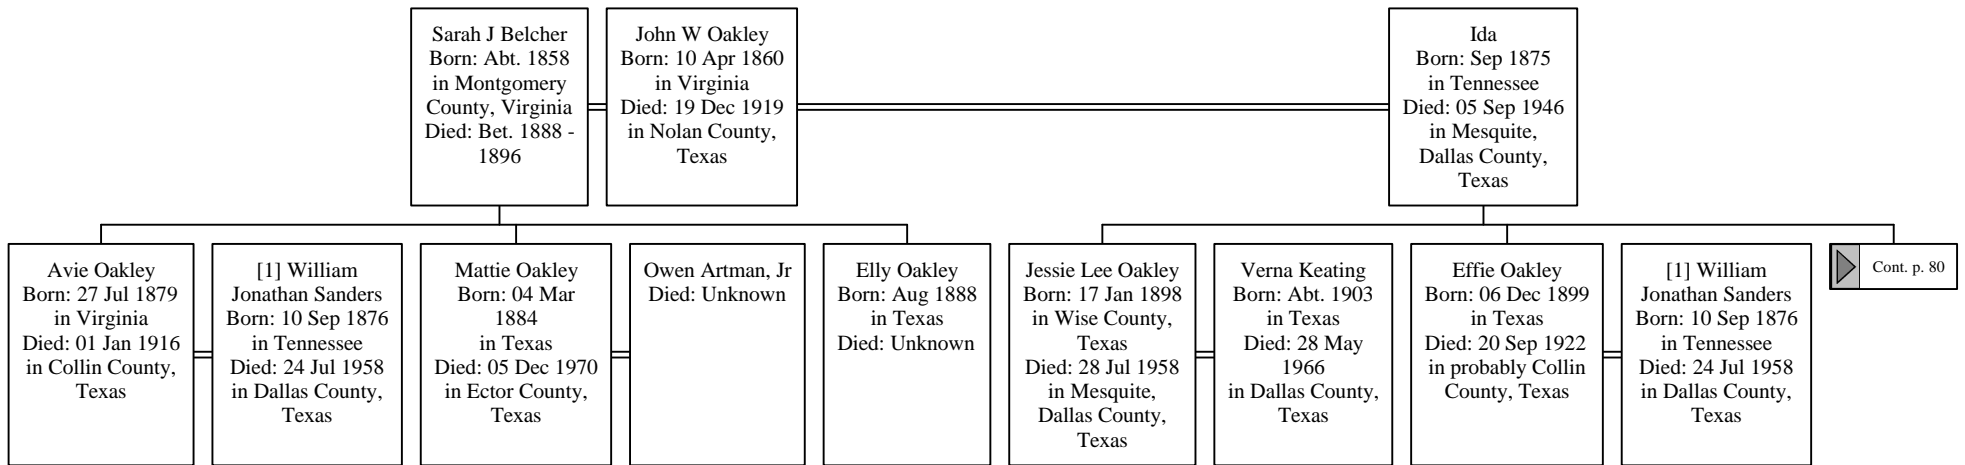 Sarah J Belcher
Born: Abt. 1858
in Montgomery
County, Virginia
Died: Bet. 1888 -
1896
John W Oakley
Born: 10 Apr 1860
in Virginia
Died: 19 Dec 1919
in Nolan County,
Texas
Ida
Born: Sep 1875
in Tennessee
Died: 05 Sep 1946
in Mesquite,
Dallas County,
Texas
Avie Oakley
Born: 27 Jul 1879
in Virginia
Died: 01 Jan 1916
in Collin County,
Texas
[1] William
Jonathan Sanders
Born: 10 Sep 1876
in Tennessee
Died: 24 Jul 1958
in Dallas County,
Texas
Mattie Oakley
Born: 04 Mar
1884
in Texas
Died: 05 Dec 1970
in Ector County,
Texas
Owen Artman, Jr
Died: Unknown
Elly Oakley
Born: Aug 1888
in Texas
Died: Unknown
Jessie Lee Oakley
Born: 17 Jan 1898
in Wise County,
Texas
Died: 28 Jul 1958
in Mesquite,
Dallas County,
Texas
Verna Keating
Born: Abt. 1903
in Texas
Died: 28 May
1966
in Dallas County,
Texas
Effie Oakley
Born: 06 Dec 1899
in Texas
Died: 20 Sep 1922
in probably Collin
County, Texas
[1] William
Jonathan Sanders
Born: 10 Sep 1876
in Tennessee
Died: 24 Jul 1958
in Dallas County,
Texas
Cont. p. 80